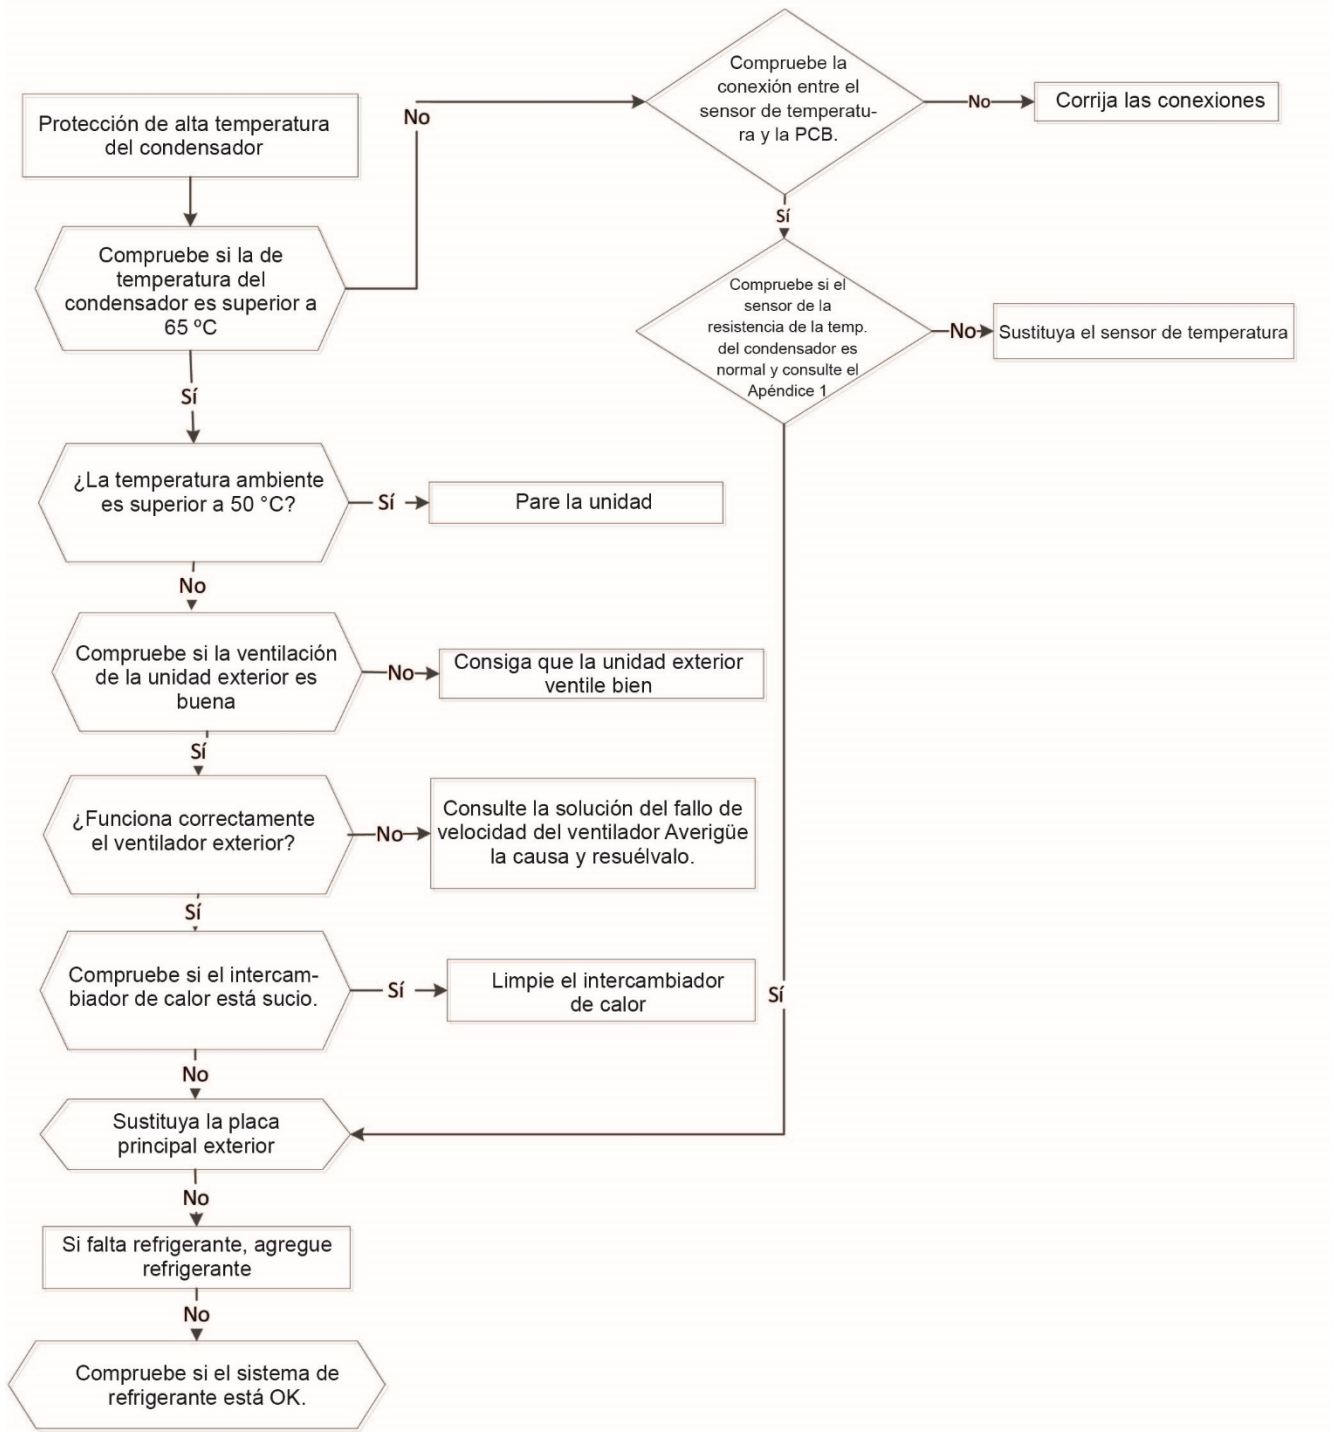 Protección de alta temperatura
del condensador
Compruebe si la de
temperatura del
condensador es superior a
65 ºC
No
Compruebe la
conexión entre el
sensor de temperatu-
ra y la PCB.
No
Corrija las conexiones
Sí
Compruebe si el
sensor de la
resistencia de la temp.
del condensador es
normal y consulte el
Apéndice 1
No
Sustituya el sensor de temperatura
Sí
Sí
¿La temperatura ambiente
es superior a 50 °C?
Sí
Pare la unidad
No
Compruebe si la ventilación
de la unidad exterior es
buena
No
Consiga que la unidad exterior
ventile bien
Sí
¿Funciona correctamente
el ventilador exterior?
No
Consulte la solución del fallo de
velocidad del ventilador Averigüe
la causa y resuélvalo.
Sí
Compruebe si el intercam-
biador de calor está sucio.
Sí
Limpie el intercambiador
de calor
No
Sustituya la placa
principal exterior
No
Si falta refrigerante, agregue
refrigerante
No
Compruebe si el sistema de
refrigerante está OK.